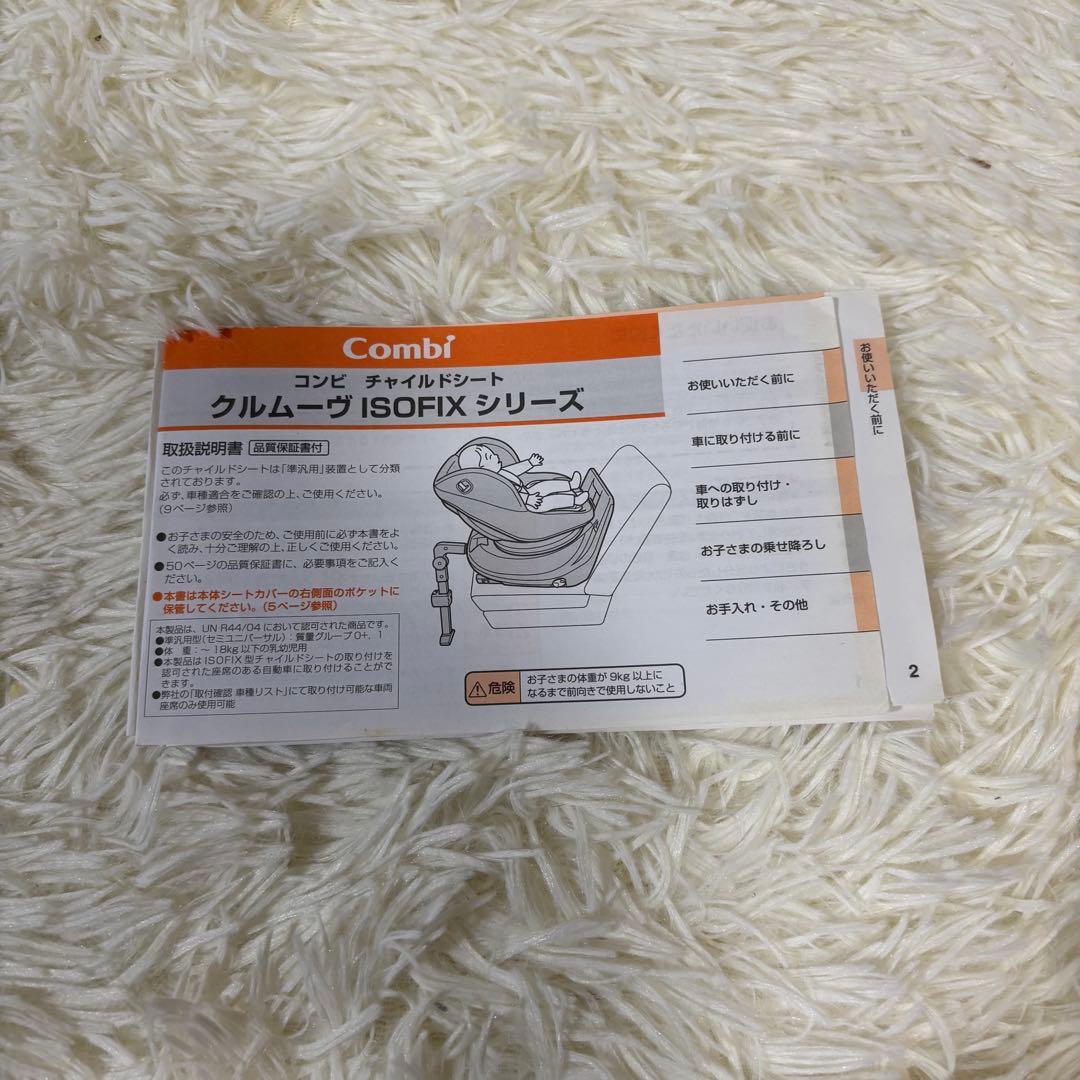 Combi
コンビ チャイルドシート
クルムーヴ ISOFIX シリーズ
取扱説明書 品質保証書付
このチャイルドシートは「準汎用」装置として分類
されております。
必ず、車種適合をご確認の上、ご使用ください。
(9ページ参照)
●お子さまの安全のため、ご使用前に必ず本書をよ
く読み、十分ご理解の上、正しくご使用ください。
●50ページの品質保証書に、必要事項をご記入く
ださい。
●本書は本体シートカバーの右側面のポケットに
保管してください。(5ページ参照)
本製品は、UN R44/04 において認可された商品です。
●準汎用型(セミユニバーサル):質量グループ 0+、1
●体 重:～18kg 以下の乳幼児用
●本製品は ISOFIX 型チャイルドシートの取り付けを
認可された座席のある自動車に取り付けることがで
きます。
●弊社の「取付確認 車種リスト」にて取り付け可能な車両
座席のみ使用可能
危険
お子さまの体重が 9kg 以上に
なるまで前向きで使用しないこと
お使いいただく前に
車に取り付ける前に
車への取り付け・
取りはずし
お子さまの乗せ降ろし
お手入れ・その他
お使いいただく前に
2